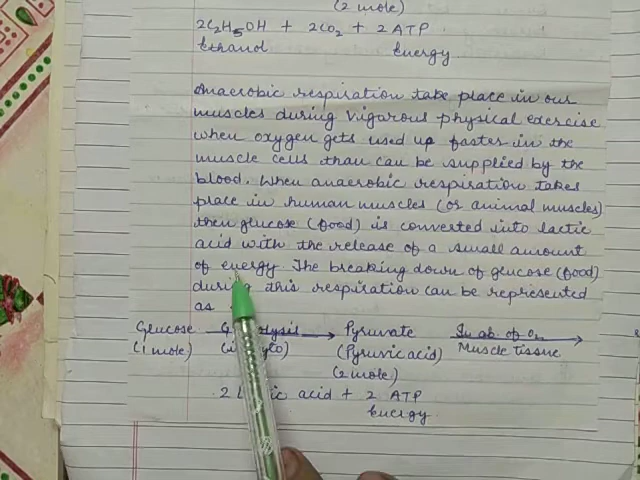 (2 mole)
2C₂H₅OH + 2CO₂ + 2 ATP
Ethanol energy
Anaerobic respiration take place in our
muscles during vigorous physical exercise
when oxygen gets used up faster in the
muscle cells than can be supplied by the
blood. When anaerobic respiration takes
place in human muscles (or animal muscles)
then glucose (food) is converted into lactic
acid with the release of a small amount
of energy. The breaking down of glucose (food)
during this respiration can be represented
as
Glucose Pyruvate In ab. of O₂
(1 mole) (Pyruvic acid) Muscle tissue
(2 mole)
2 acid + 2 ATP
energy